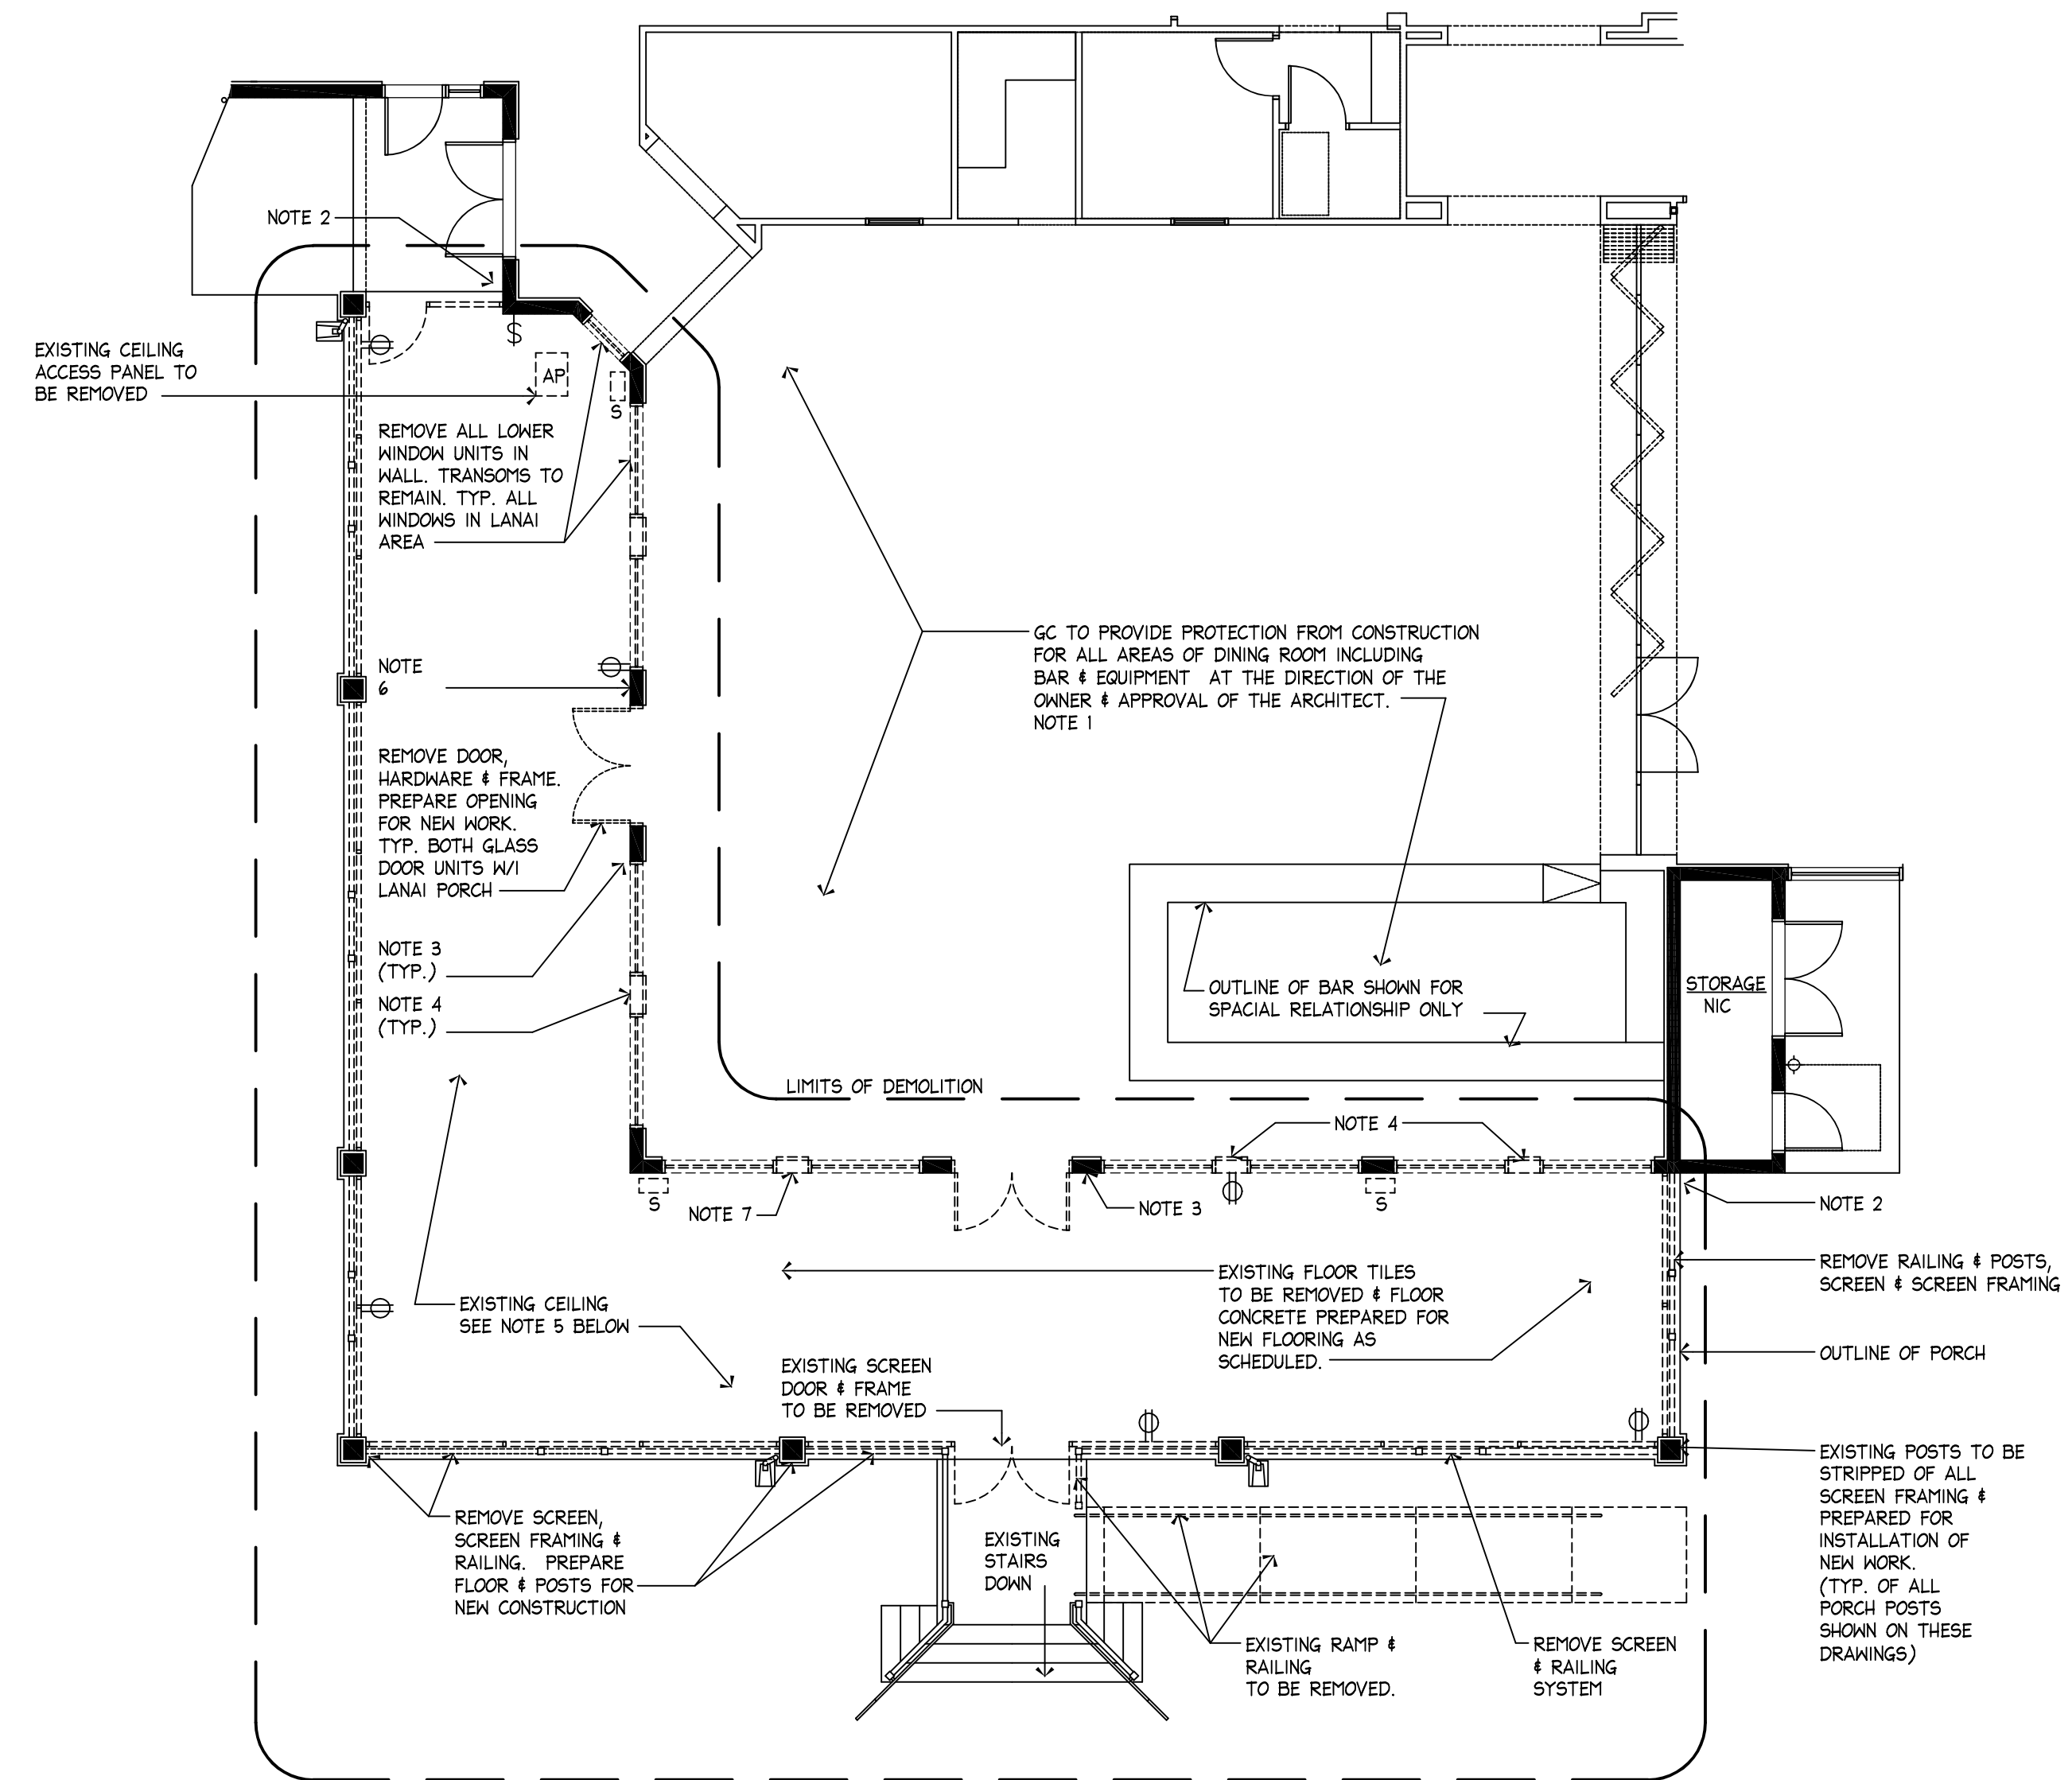 NOTE 2
EXISTING CEILING
ACCESS PANEL TO
BE REMOVED
AP
S
S
REMOVE ALL LOWER
WINDOW UNITS IN
WALL. TRANSOMS TO
REMAIN. TYP. ALL
WINDOWS IN LANAI
AREA
GC TO PROVIDE PROTECTION FROM CONSTRUCTION
FOR ALL AREAS OF DINING ROOM INCLUDING
BAR & EQUIPMENT AT THE DIRECTION OF THE
OWNER & APPROVAL OF THE ARCHITECT.
NOTE 1
NOTE
6
REMOVE DOOR,
HARDWARE & FRAME.
PREPARE OPENING
FOR NEW WORK.
TYP. BOTH GLASS
DOOR UNITS W/I
LANAI PORCH
NOTE 3
(TYP.)
NOTE 4
(TYP.)
OUTLINE OF BAR SHOWN FOR
SPACIAL RELATIONSHIP ONLY
STORAGE
NIC
LIMITS OF DEMOLITION
NOTE 4
S
NOTE 7
NOTE 3
S
NOTE 2
REMOVE RAILING & POSTS,
SCREEN & SCREEN FRAMING
EXISTING FLOOR TILES
TO BE REMOVED & FLOOR
CONCRETE PREPARED FOR
NEW FLOORING AS
SCHEDULED.
EXISTING CEILING
SEE NOTE 5 BELOW
OUTLINE OF PORCH
EXISTING SCREEN
DOOR & FRAME
TO BE REMOVED
EXISTING POSTS TO BE
STRIPPED OF ALL
SCREEN FRAMING &
PREPARED FOR
INSTALLATION OF
NEW WORK.
(TYP. OF ALL
PORCH POSTS
SHOWN ON THESE
DRAWINGS)
REMOVE SCREEN,
SCREEN FRAMING &
RAILING. PREPARE
FLOOR & POSTS FOR
NEW CONSTRUCTION
EXISTING
STAIRS
DOWN
EXISTING RAMP &
RAILING
TO BE REMOVED.
REMOVE SCREEN
& RAILING
SYSTEM